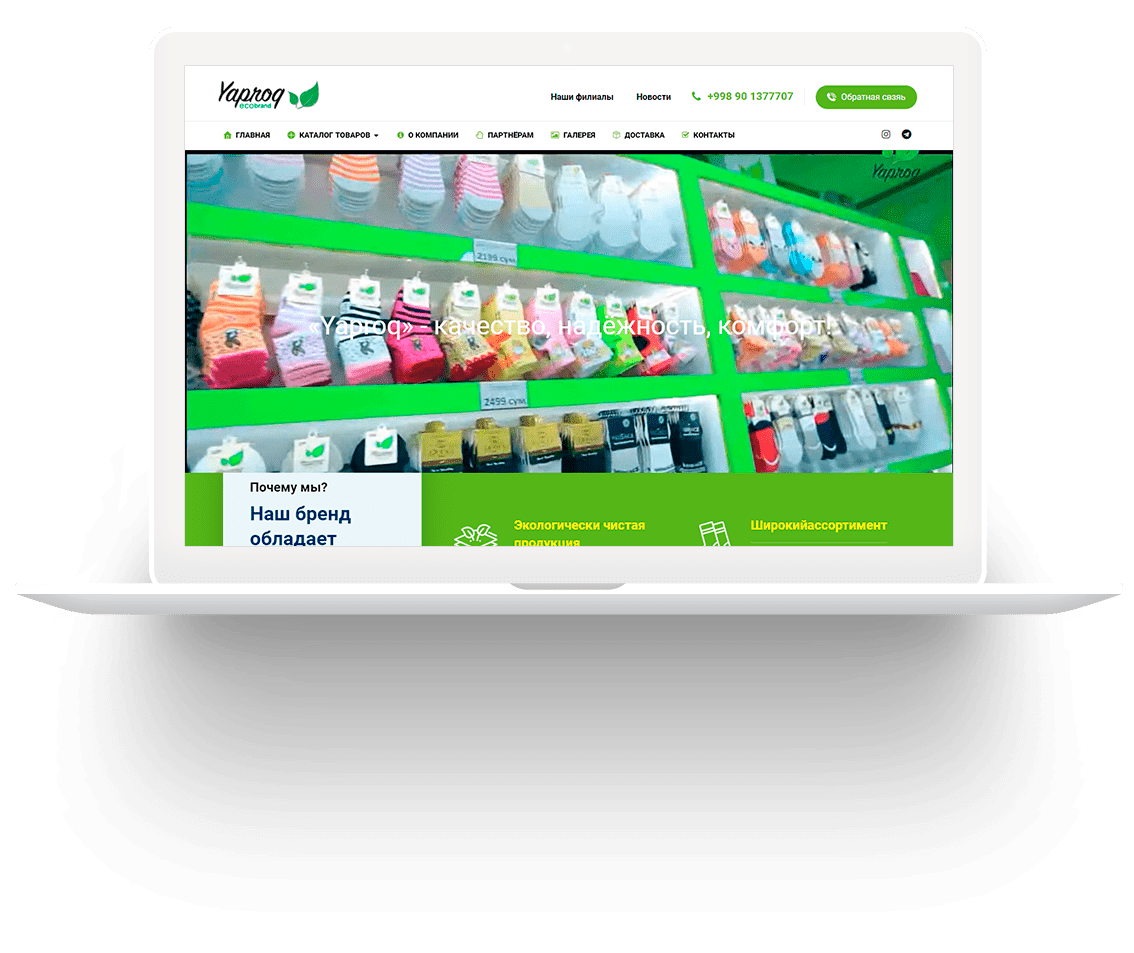 Yaproq
ecobrand
Наши филиалы
Новости
+998 90 1377707
Обратная связь
ГЛАВНАЯ
КАТАЛОГ ТОВАРОВ
О КОМПАНИИ
ПАРТНЁРАМ
ГАЛЕРЕЯ
ДОСТАВКА
КОНТАКТЫ
Yaproq
2199 сум.
«Yaproq» - качество, надёжность, комфорт!
2499 сум.
Почему мы?
Наш бренд
обладает
Экологически чистая
продукция
Широкийассортимент